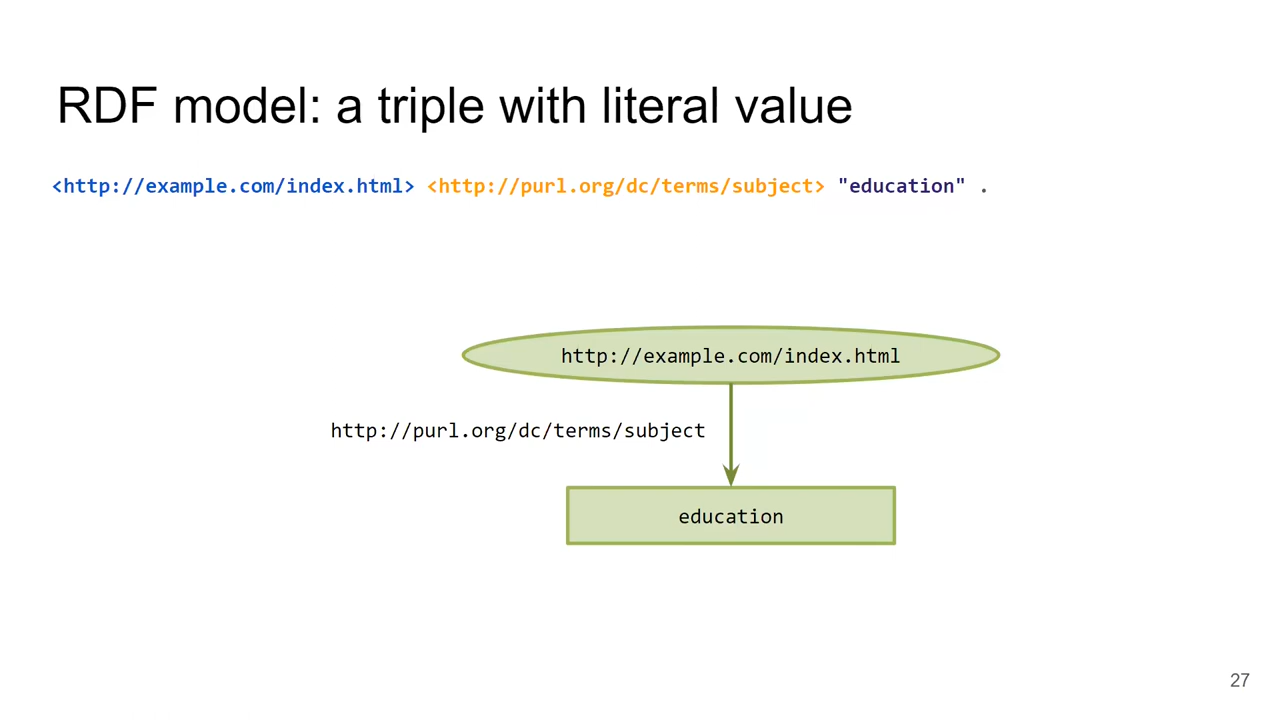 RDF model: a triple with literal value
<http://example.com/index.html> <http://purl.org/dc/terms/subject> "education" .
http://example.com/index.html
http://purl.org/dc/terms/subject
education
27